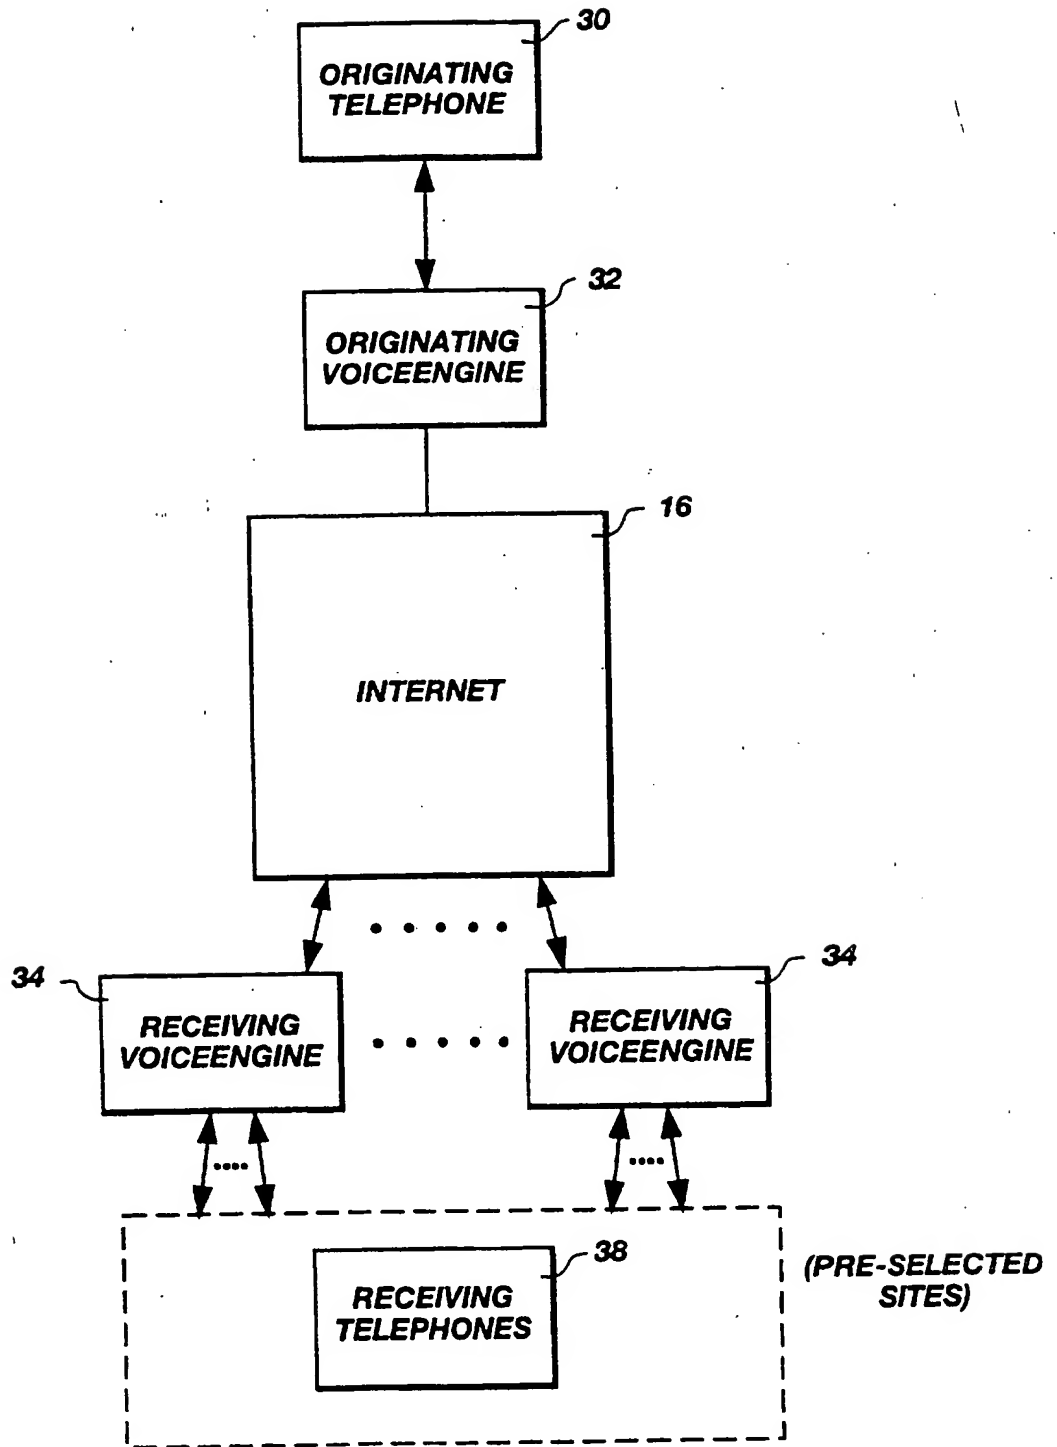 30
ORIGINATING
TELEPHONE
32
ORIGINATING
VOICEENGINE
16
INTERNET
34
RECEIVING
VOICEENGINE
34
RECEIVING
VOICEENGINE
38
RECEIVING
TELEPHONES
(PRE-SELECTED
SITES)